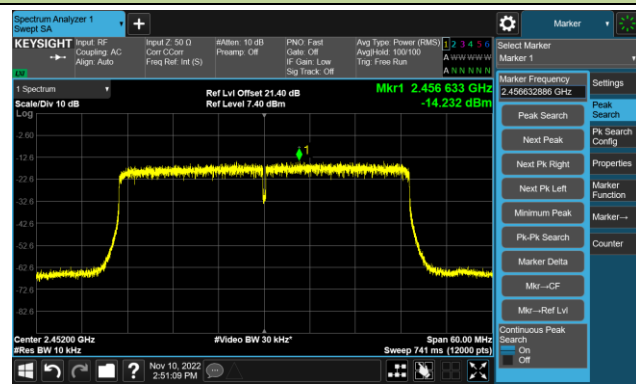 Spectrum Analyzer 1
Swept SA
+
Marker
KEYSIGHT
Input: RF
Coupling: AC
Align: Auto
Input Z: 50 Ω
Corr CCorr
Freq Ref: Int (S)
#Atten: 10 dB
Preamp: Off
PNO: Fast
Gate: Off
IF Gain: Low
Sig Track: Off
Avg Type: Power (RMS)
Avg|Hold: 100/100
Trig: Free Run
1 2 3 4 5 6
A W W W W W
A N N N N N
Select Marker
Marker 1
LXI
1 Spectrum
Scale/Div 10 dB
Log
Ref Lvl Offset 21.40 dB
Ref Level 7.40 dBm
Mkr1 2.456 633 GHz
-14.232 dBm
-2.60
-12.6
-22.6
-32.6
-42.6
-52.6
-62.6
-72.6
-82.6
1
Center 2.45200 GHz
#Res BW 10 kHz
#Video BW 30 kHz*
Span 60.00 MHz
Sweep 741 ms (12000 pts)
Marker Frequency
2.456632886 GHz
Peak Search
Next Peak
Next Pk Right
Next Pk Left
Minimum Peak
Pk-Pk Search
Marker Delta
Mkr→CF
Mkr→Ref Lvl
Continuous Peak
Search
On
Off
Settings
Peak
Search
Pk Search
Config
Properties
Marker
Function
Marker→
Counter
?
Nov 10, 2022
2:51:09 PM